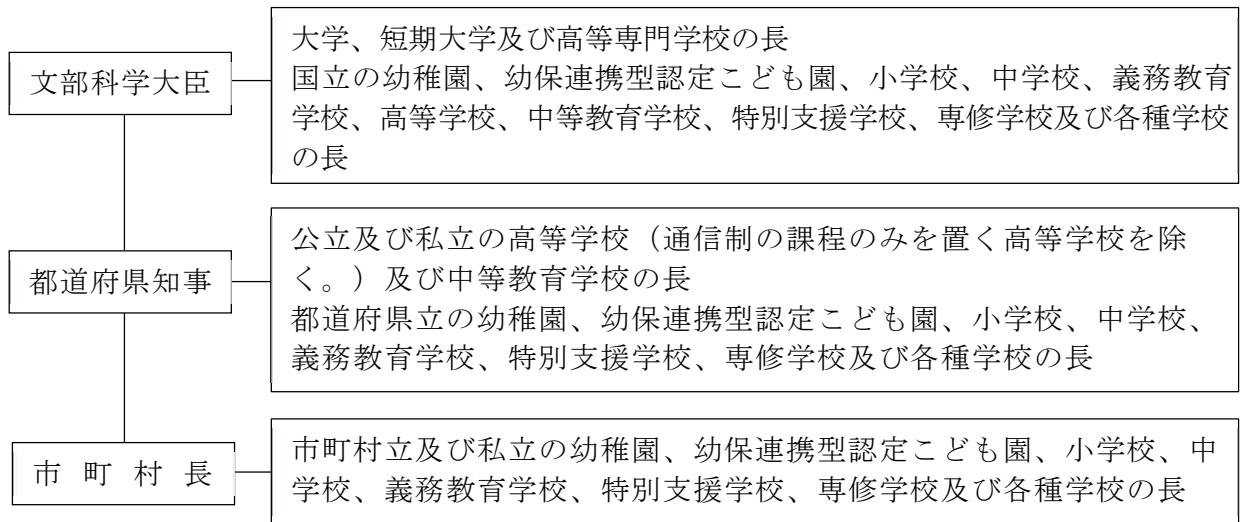 文部科学大臣
大学、短期大学及び高等専門学校の長
国立の幼稚園、幼保連携型認定こども園、小学校、中学校、義務教育
学校、高等学校、中等教育学校、特別支援学校、専修学校及び各種学校
の長
都道府県知事
公立及び私立の高等学校（通信制の課程のみを置く高等学校を除
く。）及び中等教育学校の長
都道府県立の幼稚園、幼保連携型認定こども園、小学校、中学校、
義務教育学校、特別支援学校、専修学校及び各種学校の長
市町村長
市町村立及び私立の幼稚園、幼保連携型認定こども園、小学校、中
学校、義務教育学校、特別支援学校、専修学校及び各種学校の長